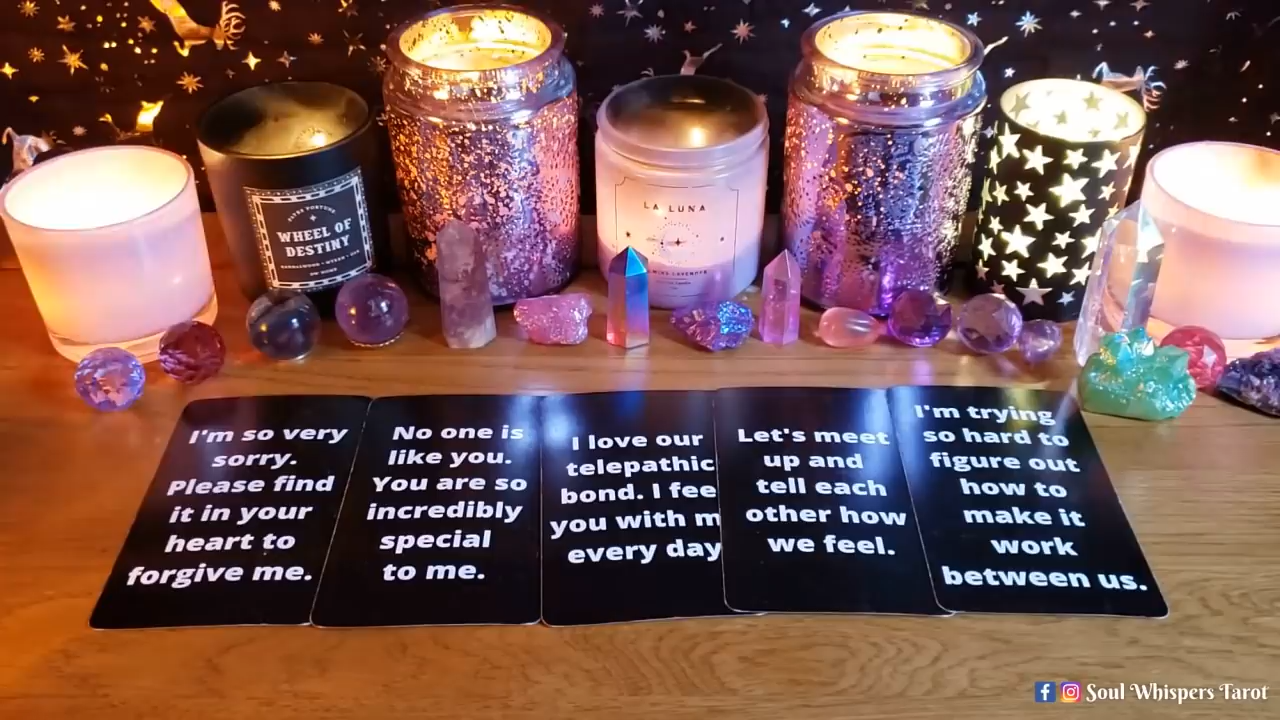 WHEEL OF
DESTINY
LA LUNA
I'm so very
sorry.
Please find
it in your
heart to
forgive me.
No one is
like you.
You are so
incredibly
special
to me.
I love our
telepathic
bond. I fee
you with m
every day
Let's meet
up and
tell each
other how
we feel.
I'm trying
so hard to
figure out
how to
make it
work
between us.
Soul Whispers Tarot